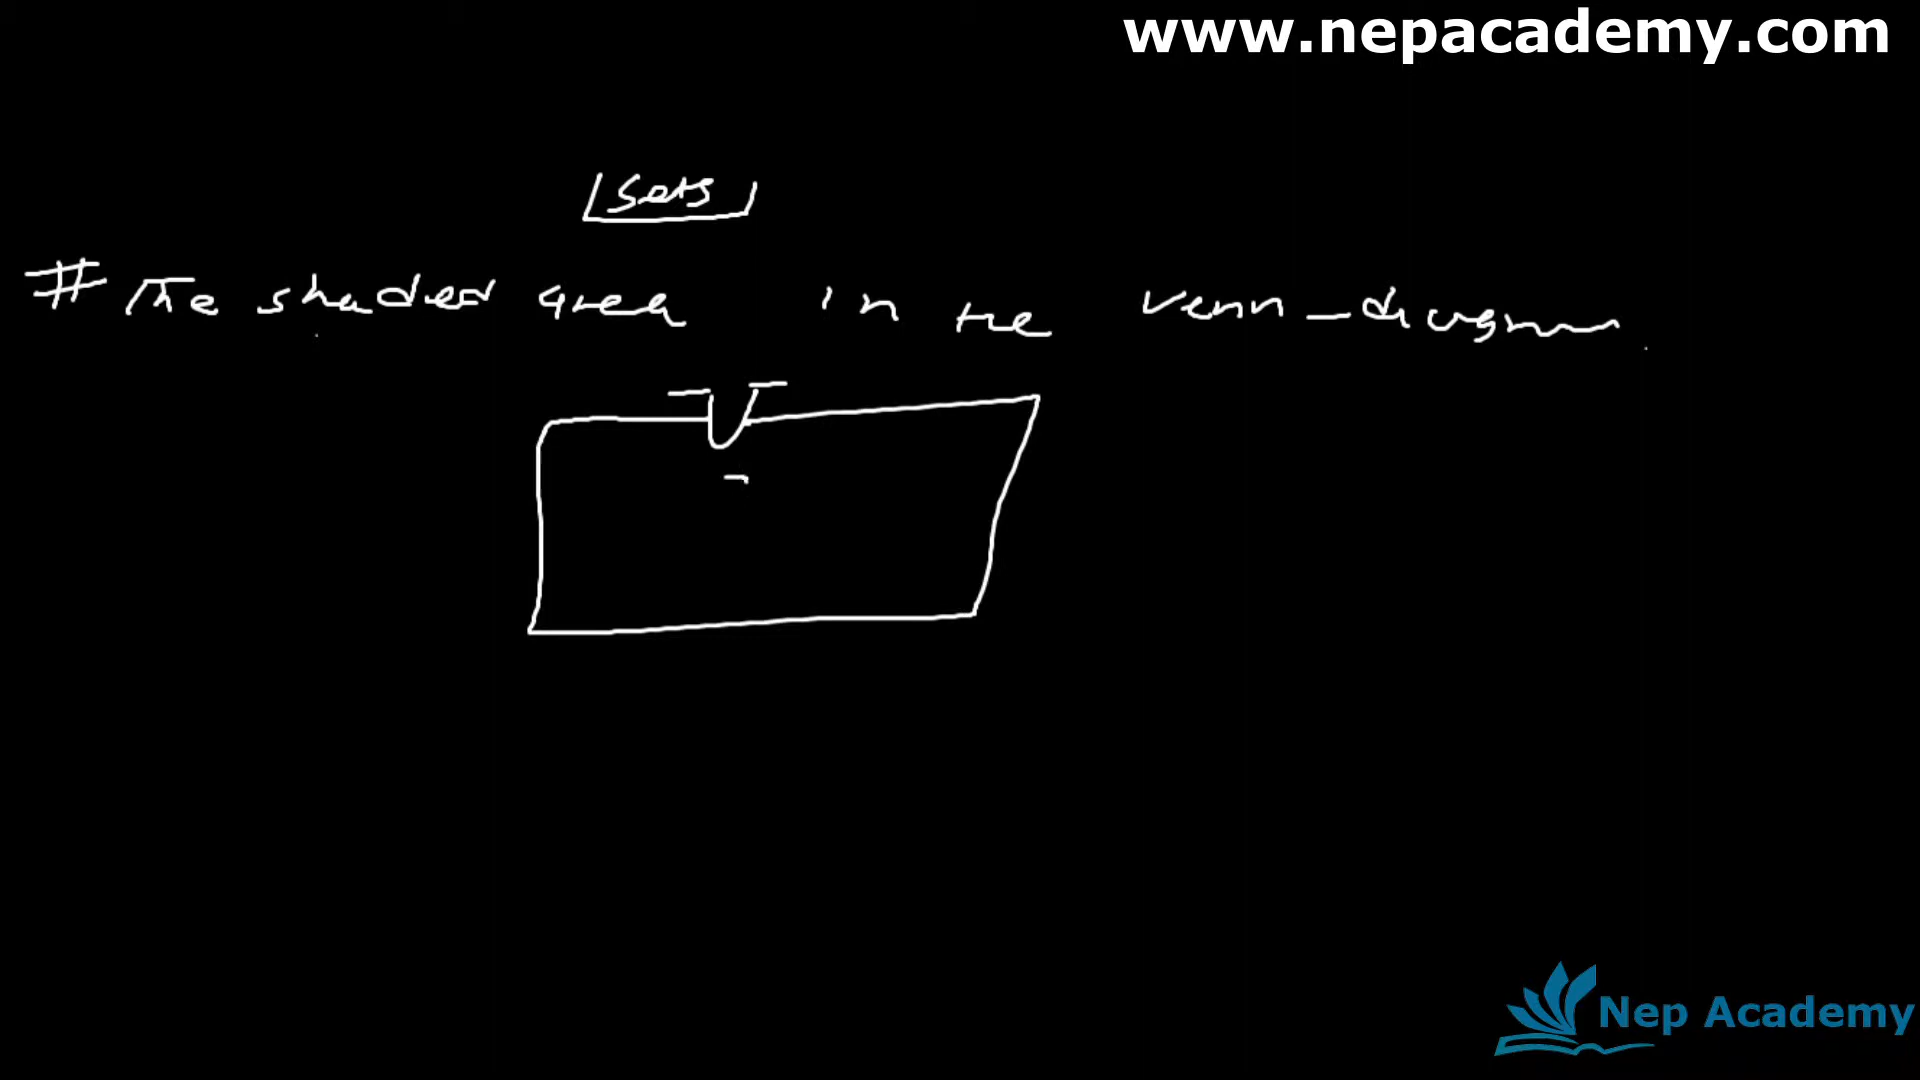 www.nepacademy.com
Sets
# The shaded area in the Venn-diagram
U
Nep Academy